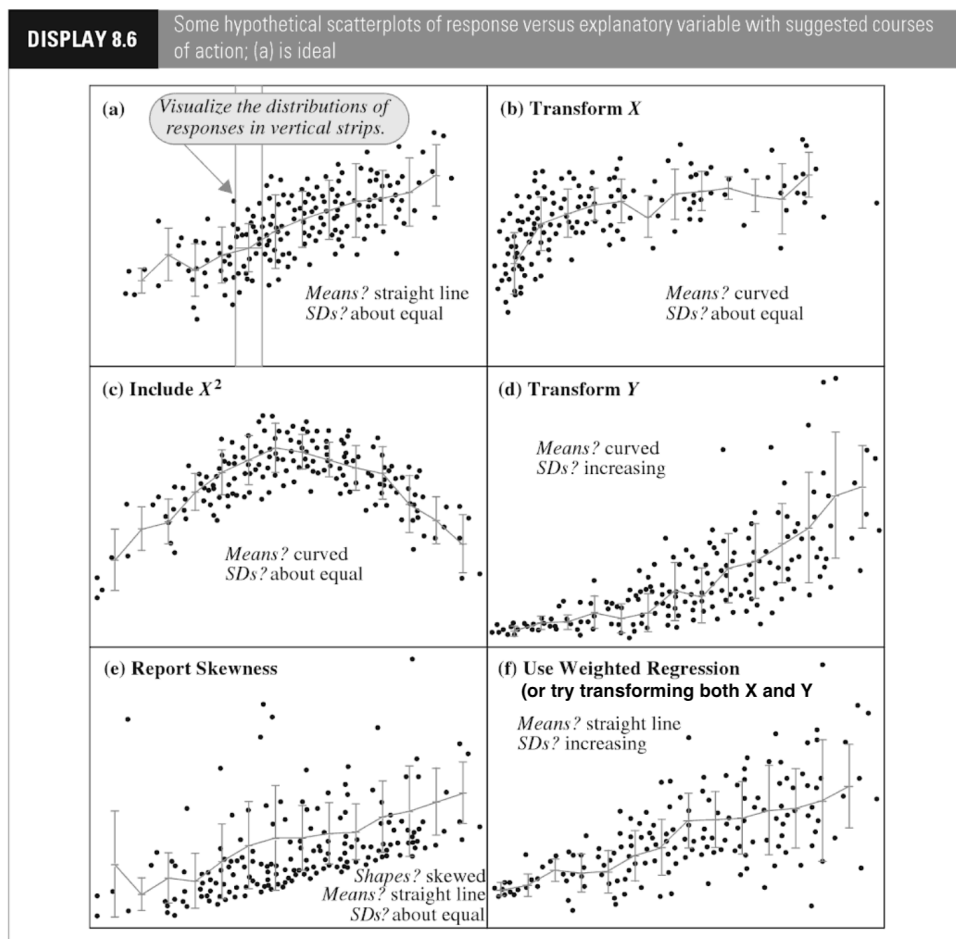 DISPLAY 8.6
Some hypothetical scatterplots of response versus explanatory variable with suggested courses
of action; (a) is ideal
(a)
Visualize the distributions of
responses in vertical strips.
Means? straight line
SDs? about equal
(b) Transform X
Means? curved
SDs? about equal
(c) Include X²
Means? curved
SDs? about equal
(d) Transform Y
Means? curved
SDs? increasing
(e) Report Skewness
Shapes? skewed
Means? straight line
SDs? about equal
(f) Use Weighted Regression
(or try transforming both X and Y
Means? straight line
SDs? increasing